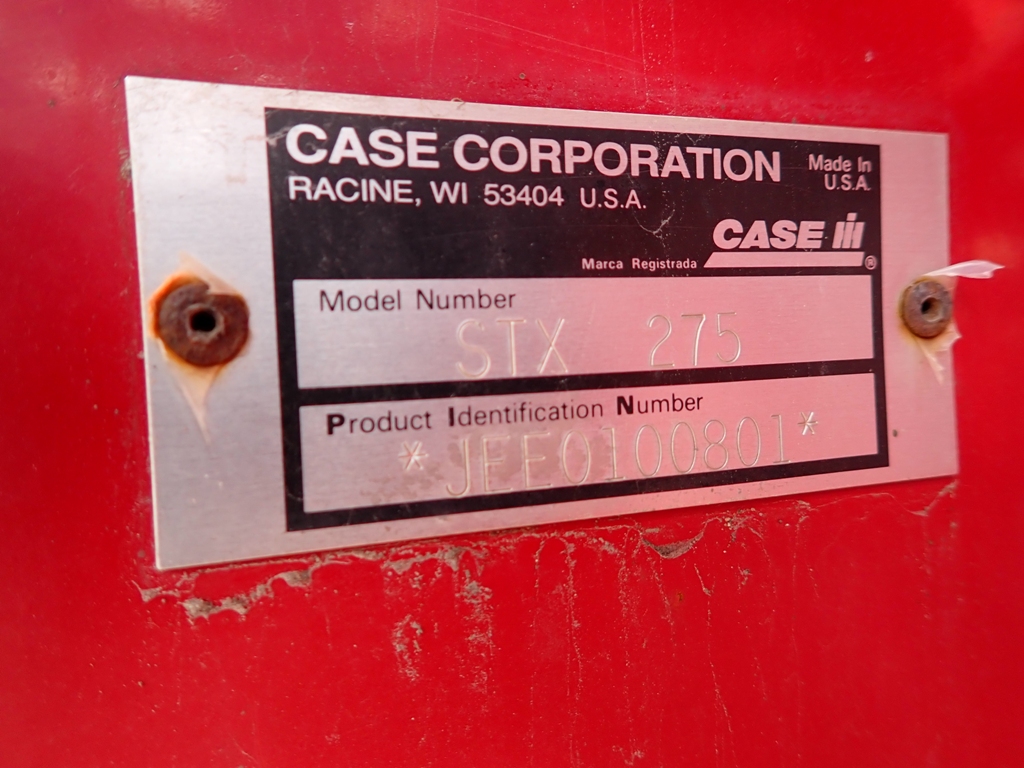 CASE CORPORATION
Made In
U.S.A.
RACINE, WI 53404 U.S.A.
CASE IH
Marca Registrada ®
Model Number
STX 275
Product Identification Number
*JEE0100801*